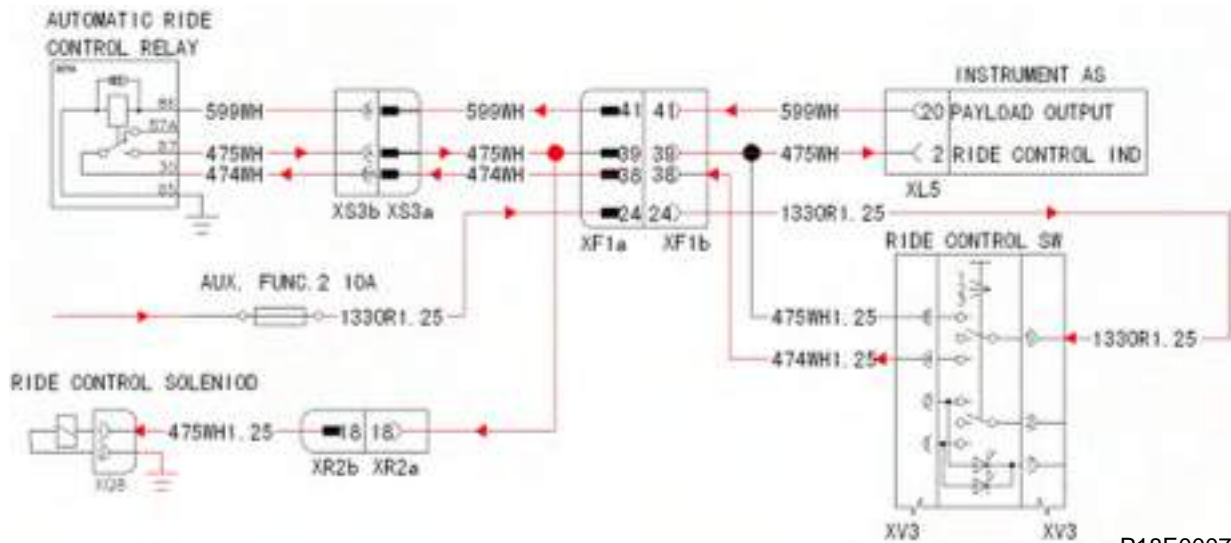 AUTOMATIC RIDE
CONTROL RELAY
86
599WH
599WH
41
41
599WH
INSTRUMENT AS
20 PAYLOAD OUTPUT
87A
87
475WH
475WH
39
39
475WH
2 RIDE CONTROL IND
30
474WH
474WH
38
38
85
XL5
XS3b XS3a
24
24
1330R1.25
XF1a XF1b
RIDE CONTROL SW
AUX. FUNC.2 10A
1330R1.25
475WH1.25
1330R1.25
474WH1.25
RIDE CONTROL SOLENIOD
475WH1.25
18
18
XR2b XR2a
XQ8
XV3
XV3